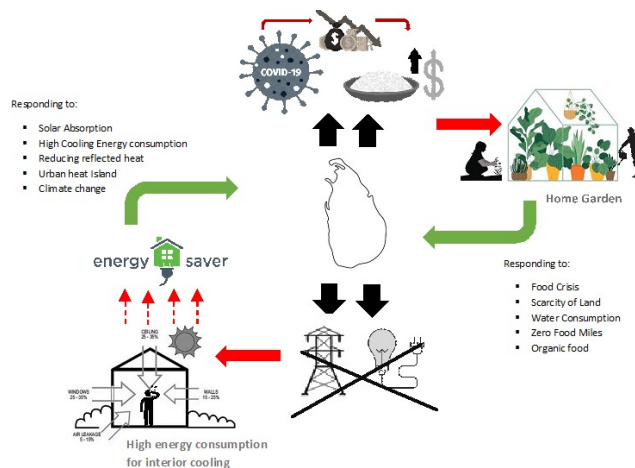 COVID-19
$
Responding to:
Solar Absorption
High Cooling Energy consumption
Reducing reflected heat
Urban heat Island
Climate change
Home Garden
energy saver
Responding to:
Food Crisis
Scarcity of Land
Water Consumption
Zero Food Miles
Organic food
CEILING
25 - 35%
WINDOWS
25 - 35%
WALLS
15 - 25%
AIR LEAKAGE
5 - 15%
High energy consumption
for interior cooling